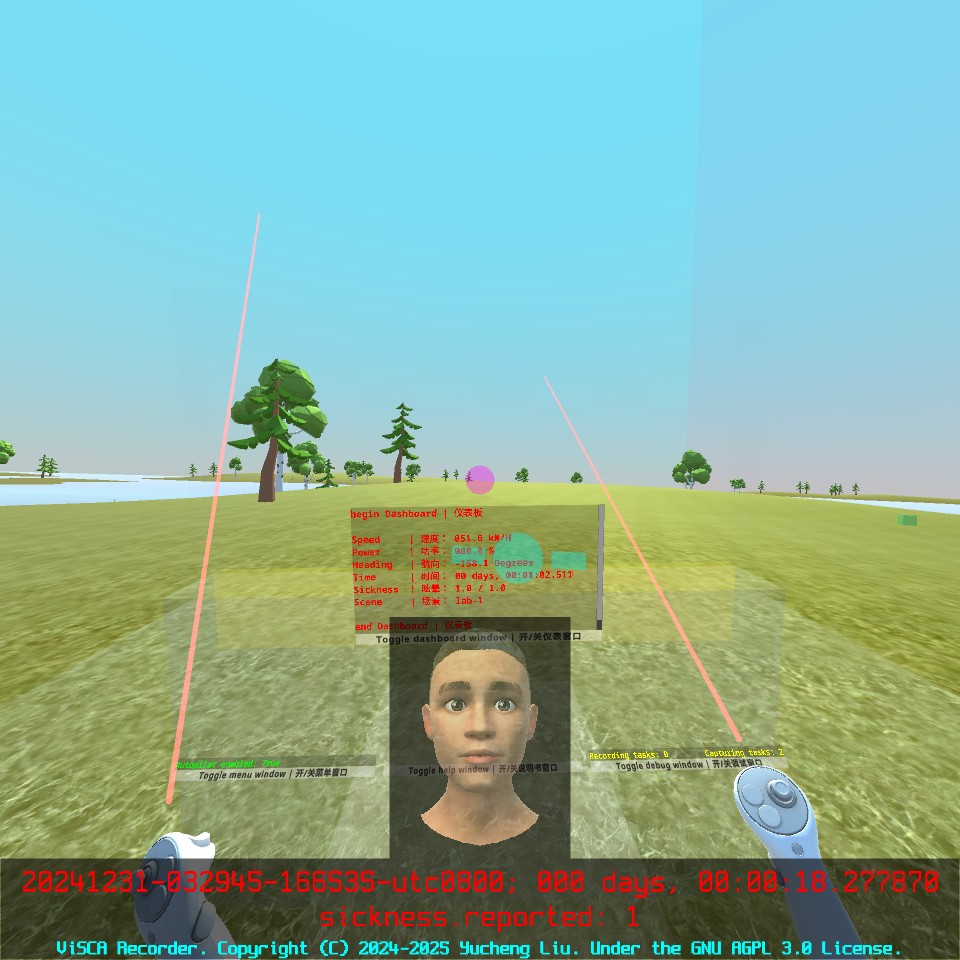 begin Dashboard | 仪表板
Speed | 速度: 051.6 kM/H
Power | 功率: 000.0 %
Heading | 航向: -158.1 Degrees
Time | 时间: 00 days, 00:01:02.511
Sickness | 眩晕: 1.0 / 1.0
Scene | 场景: lab-1
end Dashboard | 仪表板
Toggle dashboard window | 开/关仪表窗口
Autopilot enabled: True
Toggle menu window | 开/关菜单窗口
Toggle help window | 开/关说明书窗口
Recording tasks: 0 Capturing tasks: 2
Toggle debug window | 开/关调试窗口
20241231-032945-166535-utc0800; 000 days, 00:00:18.277870
sickness.reported: 1
ViSCA Recorder. Copyright (C) 2024-2025 Yucheng Liu. Under the GNU AGPL 3.0 License.